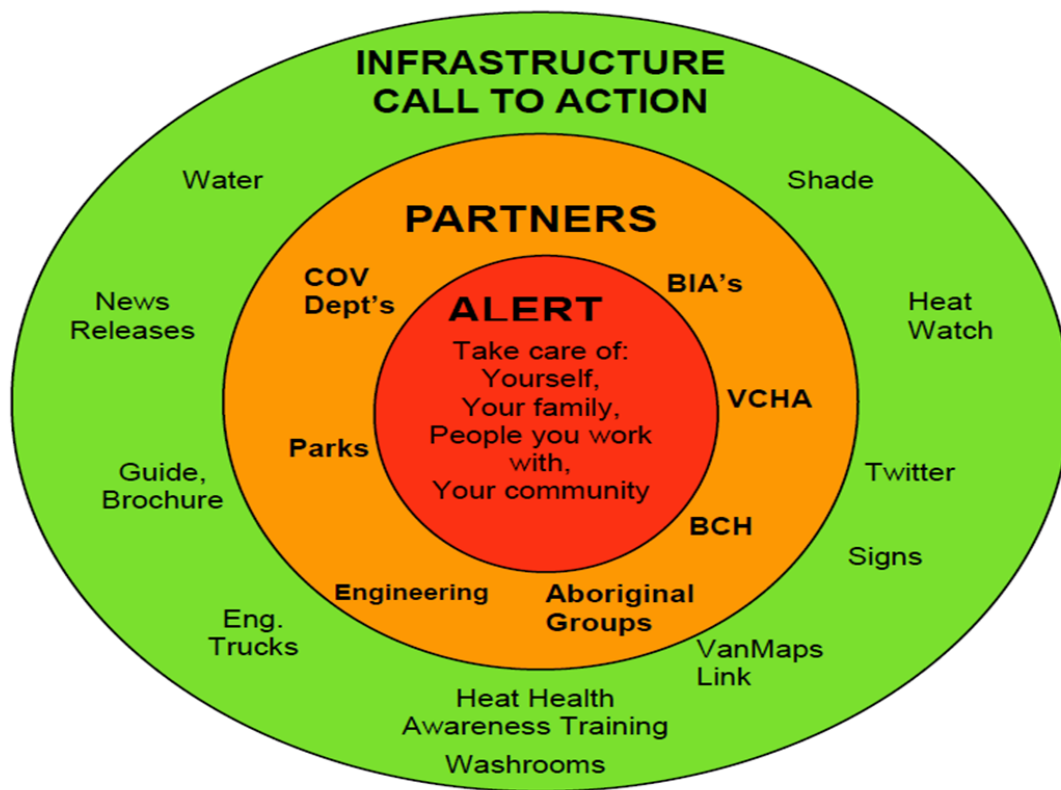 INFRASTRUCTURE
CALL TO ACTION
Water
Shade
PARTNERS
COV
Dept's
BIA's
News
Releases
Heat
Watch
ALERT
Take care of:
Yourself,
Your family,
People you work
with,
Your community
VCHA
Parks
Guide,
Brochure
Twitter
BCH
Signs
Engineering
Aboriginal
Groups
Eng.
Trucks
VanMaps
Link
Heat Health
Awareness Training
Washrooms